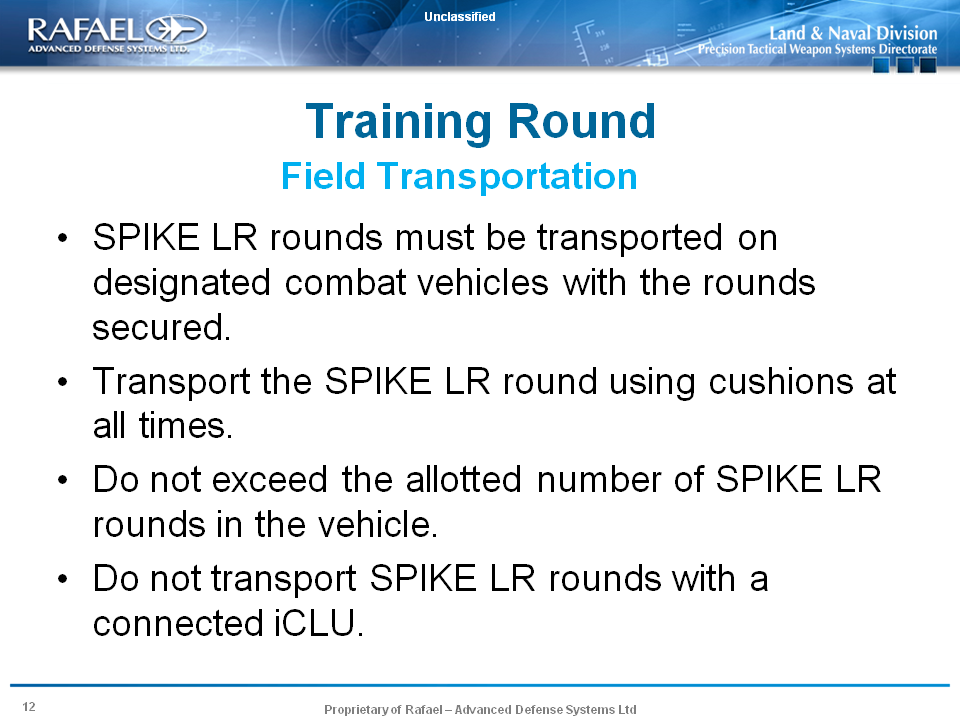 Unclassified
RAFAEL
ADVANCED DEFENSE SYSTEMS LTD.
Land & Naval Division
Precision Tactical Weapon Systems Directorate
Training Round
Field Transportation
• SPIKE LR rounds must be transported on
designated combat vehicles with the rounds
secured.
• Transport the SPIKE LR round using cushions at
all times.
• Do not exceed the allotted number of SPIKE LR
rounds in the vehicle.
• Do not transport SPIKE LR rounds with a
connected iCLU.
12
Proprietary of Rafael – Advanced Defense Systems Ltd